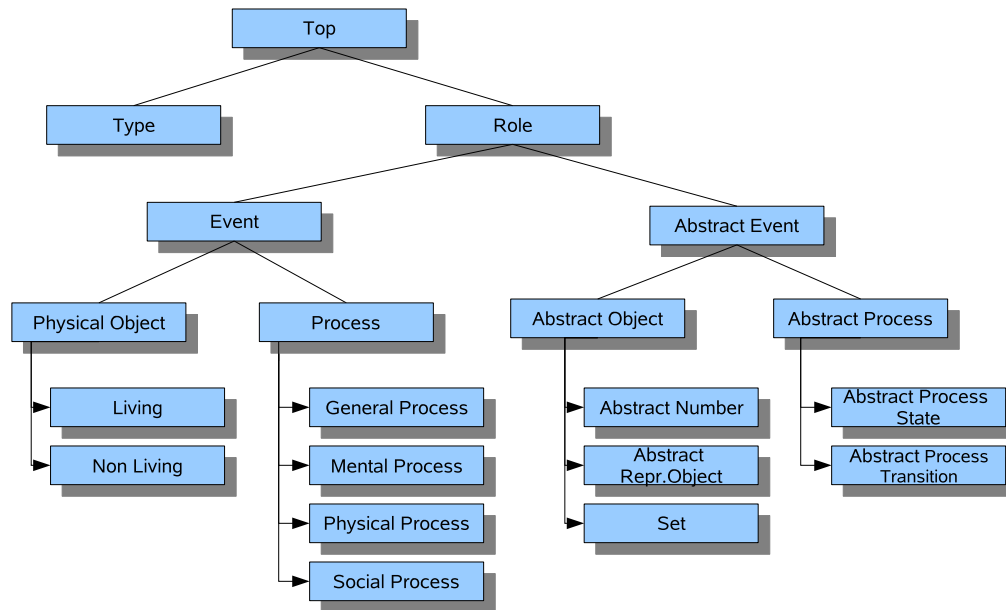 Top
Type
Role
Event
Abstract Event
Physical Object
Process
Abstract Object
Abstract Process
Living
General Process
Abstract Number
Abstract Process
State
Non Living
Mental Process
Abstract
Repr.Object
Abstract Process
Transition
Physical Process
Set
Social Process